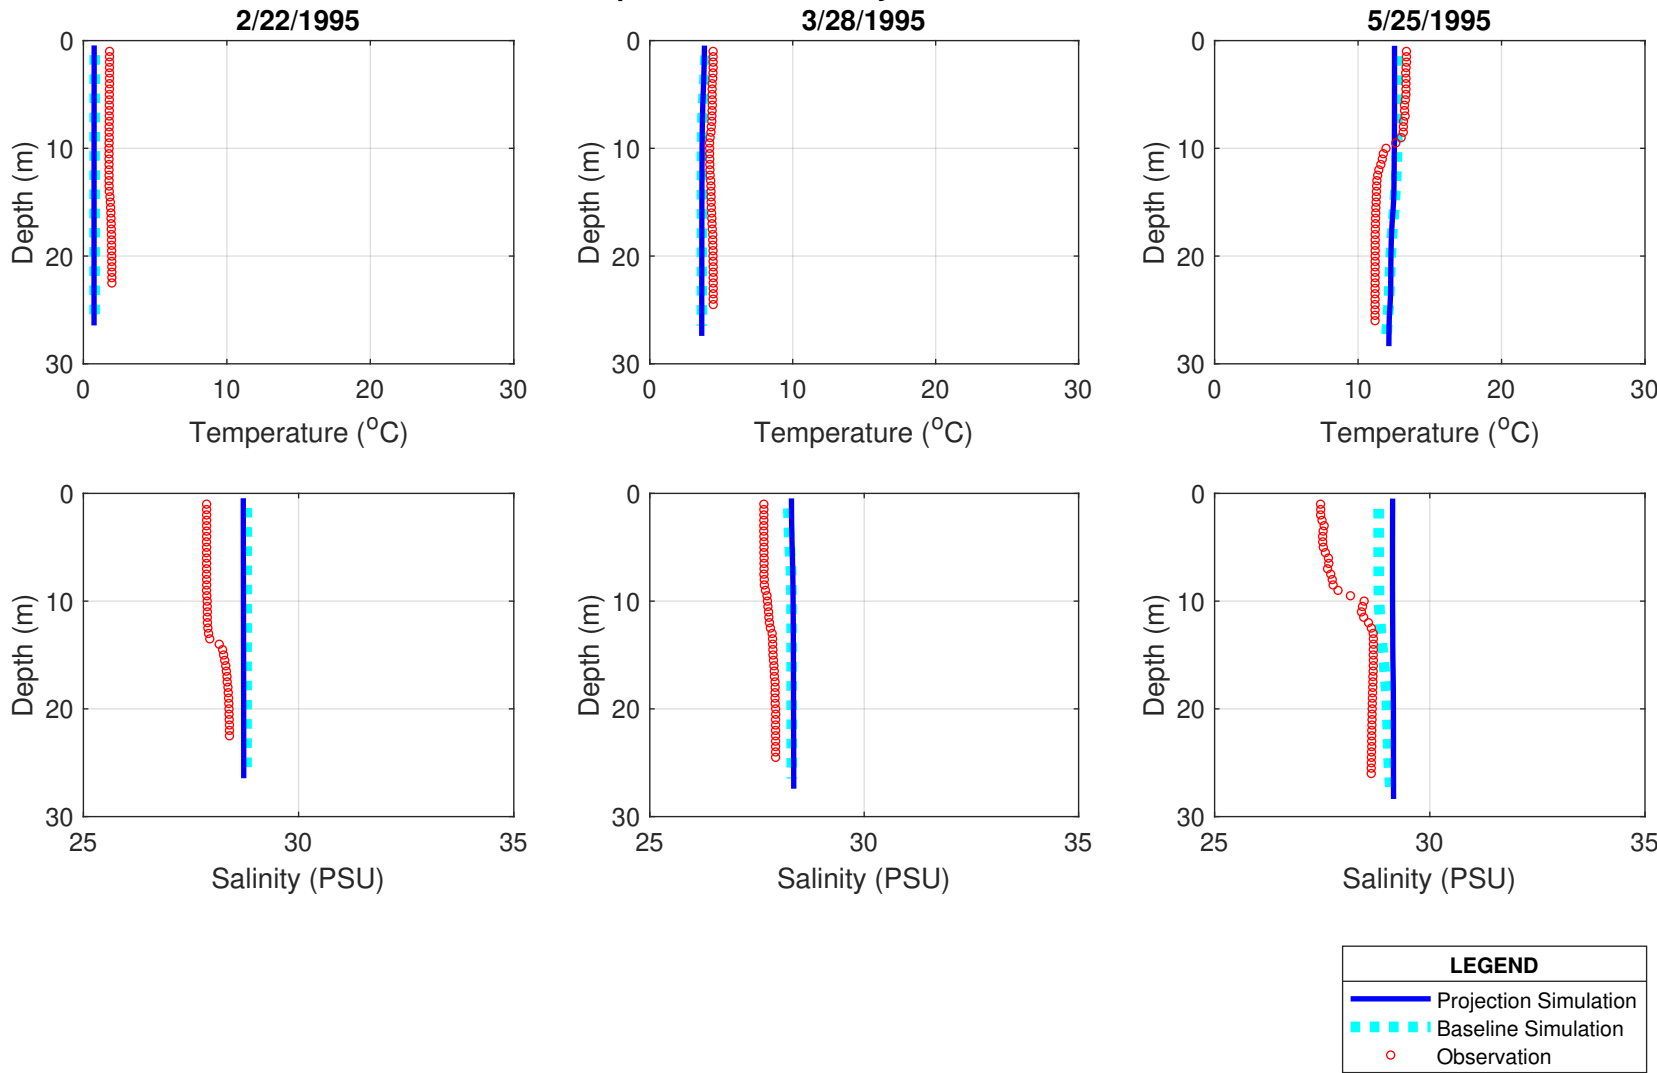 2/22/1995
3/28/1995
5/25/1995
0
10
20
30
Depth (m)
0 10 20 30
Temperature (°C)
0
10
20
30
Depth (m)
0 10 20 30
Temperature (°C)
0
10
20
30
Depth (m)
0 10 20 30
Temperature (°C)
0
10
20
30
Depth (m)
25 30 35
Salinity (PSU)
0
10
20
30
Depth (m)
25 30 35
Salinity (PSU)
0
10
20
30
Depth (m)
25 30 35
Salinity (PSU)
LEGEND
Projection Simulation
Baseline Simulation
Observation